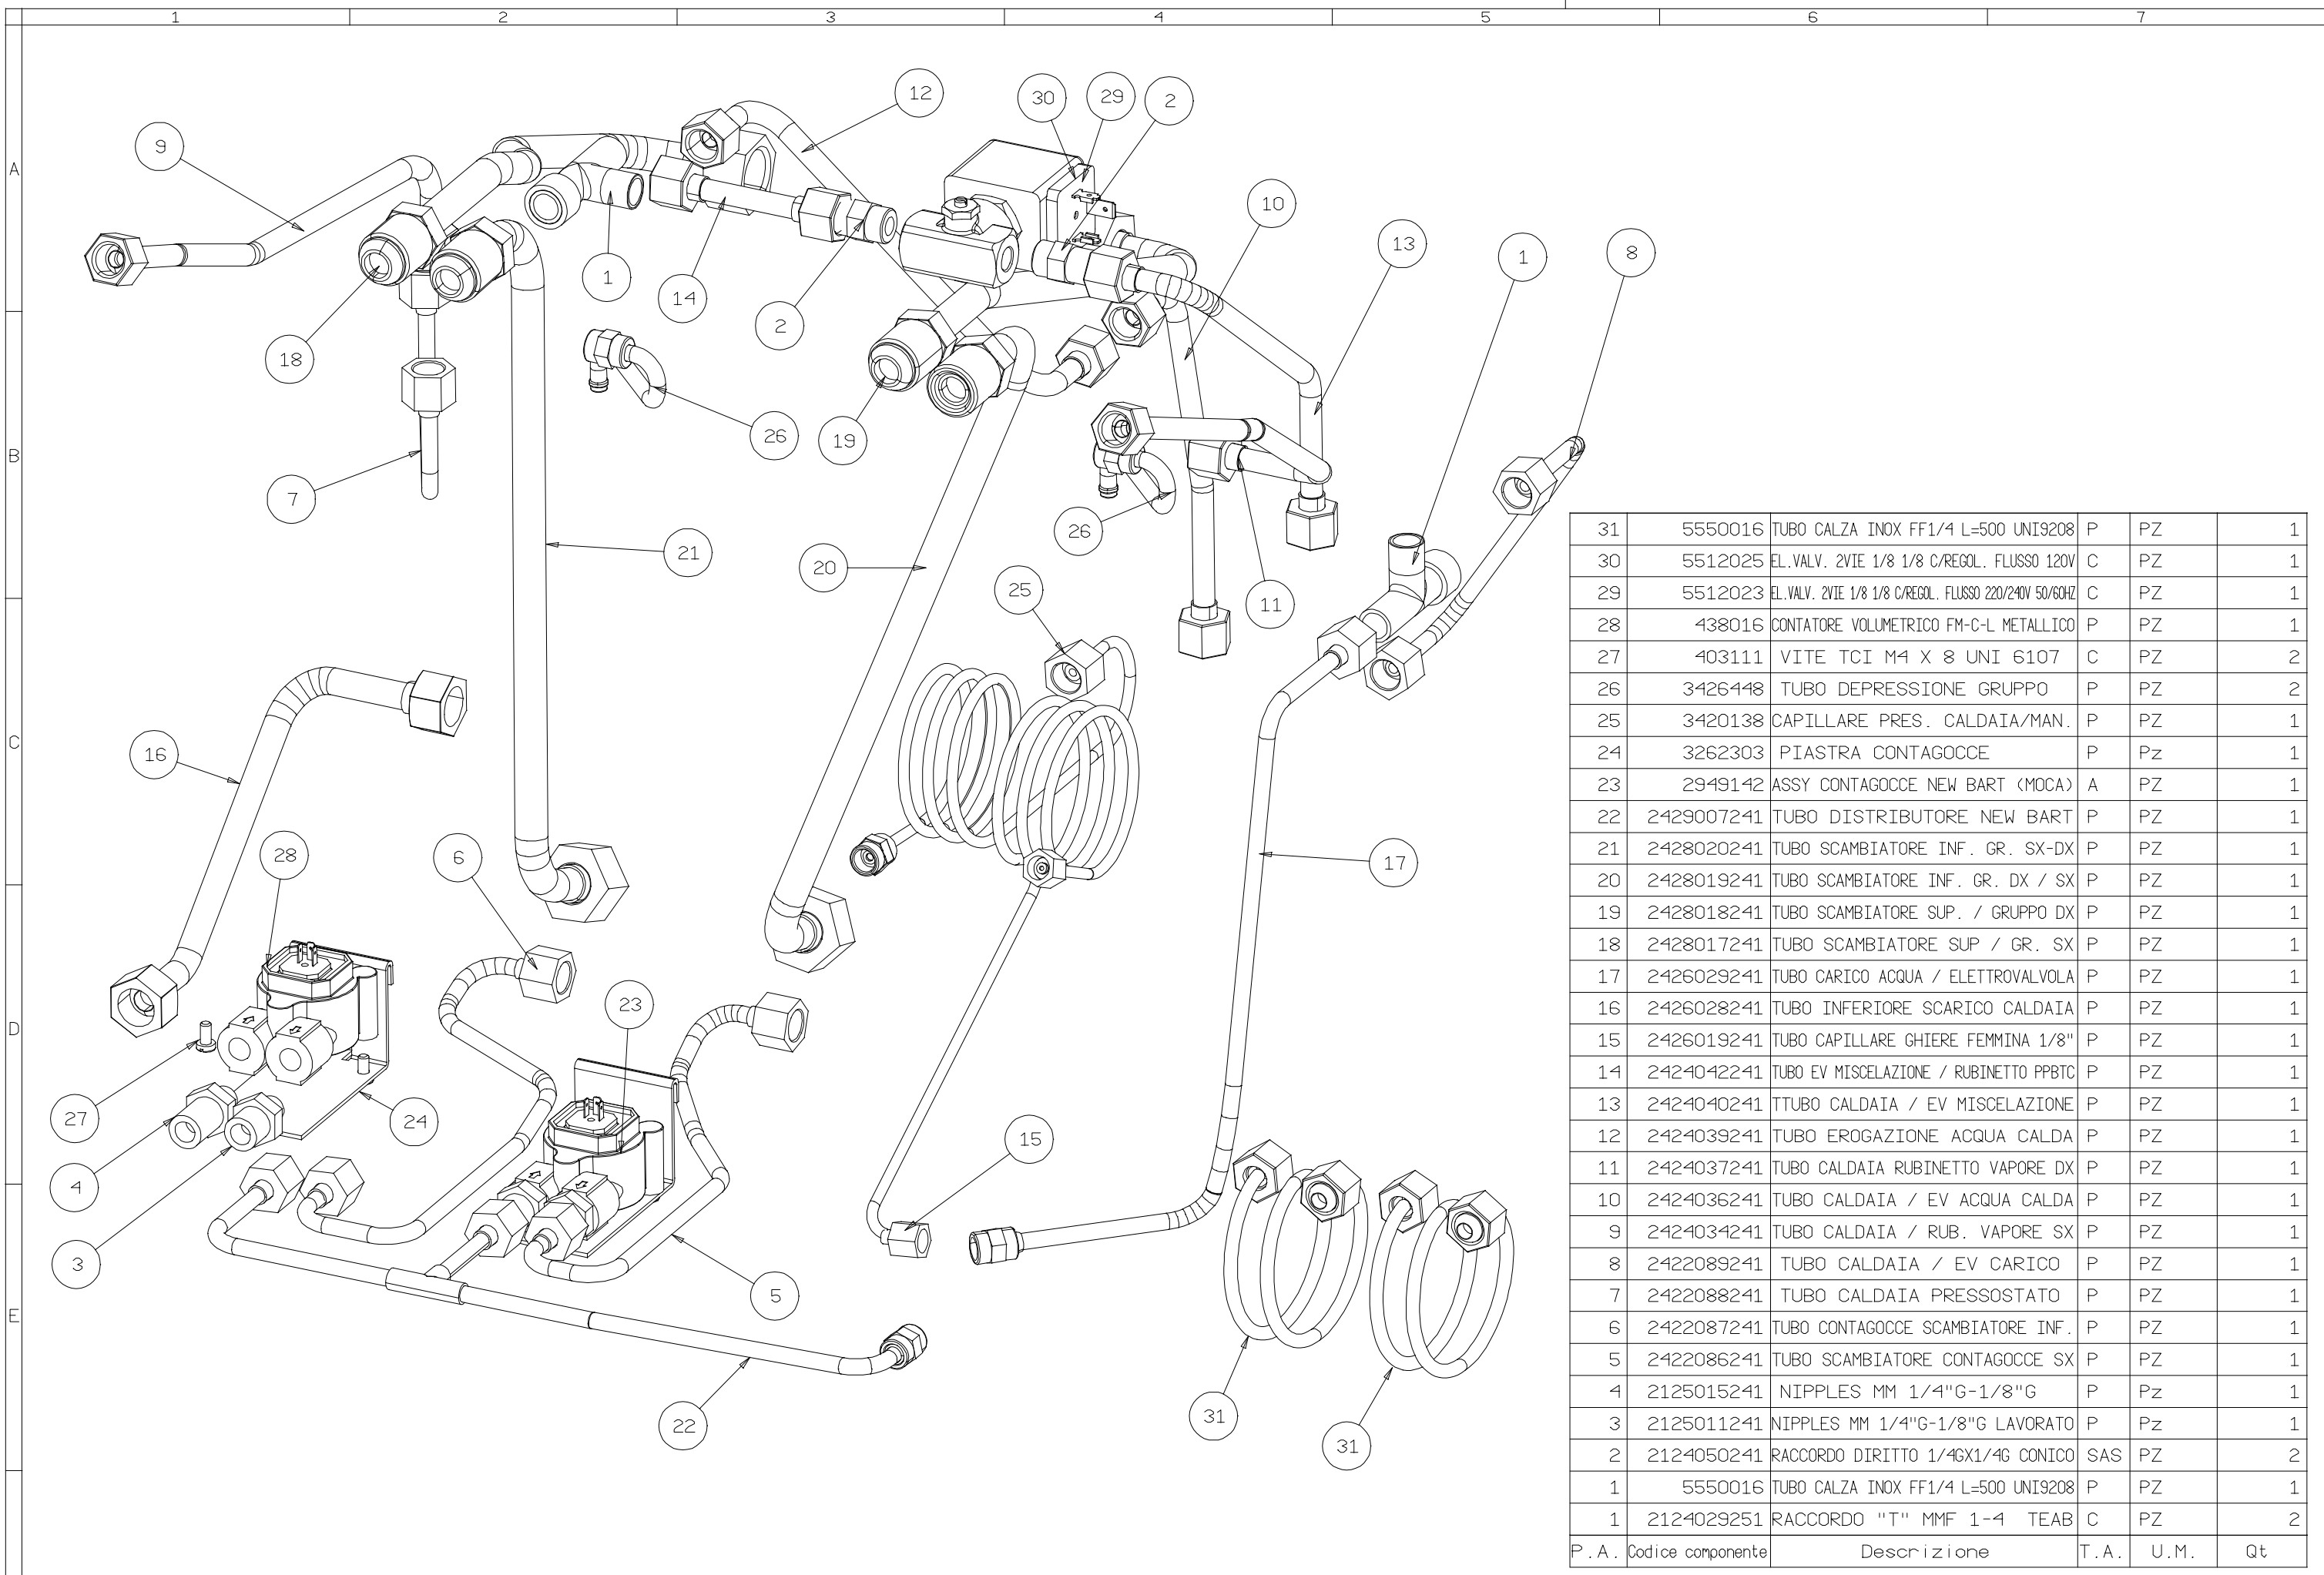 1 2 3 4 5 6 7
A
B
C
D
E
12
30 29 2
9
10
13
8
1
1
14
2
18
19
26
7
26
21
20
25
11
16
28
6
17
23
27
24
4
15
3
5
22
31
31
31 5550016 TUBO CALZA INOX FF1/4 L=500 UNI9208 P PZ 1
30 5512025 EL.VALV. 2VIE 1/8 1/8 C/REGOL. FLUSSO 120V C PZ 1
29 5512023 EL.VALV. 2VIE 1/8 1/8 C/REGOL. FLUSSO 220/240V 50/60HZ C PZ 1
28 438016 CONTATORE VOLUMETRICO FM-C-L METALLICO P PZ 1
27 403111 VITE TCI M4 X 8 UNI 6107 C PZ 2
26 3426448 TUBO DEPRESSIONE GRUPPO P PZ 2
25 3420138 CAPILLARE PRES. CALDAIA/MAN. P PZ 1
24 3262303 PIASTRA CONTAGOCCE P Pz 1
23 2949142 ASSY CONTAGOCCE NEW BART (MOCA) A PZ 1
22 2429007241 TUBO DISTRIBUTORE NEW BART P PZ 1
21 2428020241 TUBO SCAMBIATORE INF. GR. SX-DX P PZ 1
20 2428019241 TUBO SCAMBIATORE INF. GR. DX / SX P PZ 1
19 2428018241 TUBO SCAMBIATORE SUP. / GRUPPO DX P PZ 1
18 2428017241 TUBO SCAMBIATORE SUP / GR. SX P PZ 1
17 2426029241 TUBO CARICO ACQUA / ELETTROVALVOLA P PZ 1
16 2426028241 TUBO INFERIORE SCARICO CALDAIA P PZ 1
15 2426019241 TUBO CAPILLARE GHIERE FEMMINA 1/8" P PZ 1
14 2424042241 TUBO EV MISCELAZIONE / RUBINETTO PPBTC P PZ 1
13 2424040241 TTUBO CALDAIA / EV MISCELAZIONE P PZ 1
12 2424039241 TUBO EROGAZIONE ACQUA CALDA P PZ 1
11 2424037241 TUBO CALDAIA RUBINETTO VAPORE DX P PZ 1
10 2424036241 TUBO CALDAIA / EV ACQUA CALDA P PZ 1
9 2424034241 TUBO CALDAIA / RUB. VAPORE SX P PZ 1
8 2422089241 TUBO CALDAIA / EV CARICO P PZ 1
7 2422088241 TUBO CALDAIA PRESSOSTATO P PZ 1
6 2422087241 TUBO CONTAGOCCE SCAMBIATORE INF. P PZ 1
5 2422086241 TUBO SCAMBIATORE CONTAGOCCE SX P PZ 1
4 2125015241 NIPPLES MM 1/4"G-1/8"G P Pz 1
3 2125011241 NIPPLES MM 1/4"G-1/8"G LAVORATO P Pz 1
2 2124050241 RACCORDO DIRITTO 1/4GX1/4G CONICO SAS PZ 2
1 5550016 TUBO CALZA INOX FF1/4 L=500 UNI9208 P PZ 1
1 2124029251 RACCORDO "T" MMF 1-4 TEAB C PZ 2
P.A. Codice componente Descrizione T.A. U.M. Qt